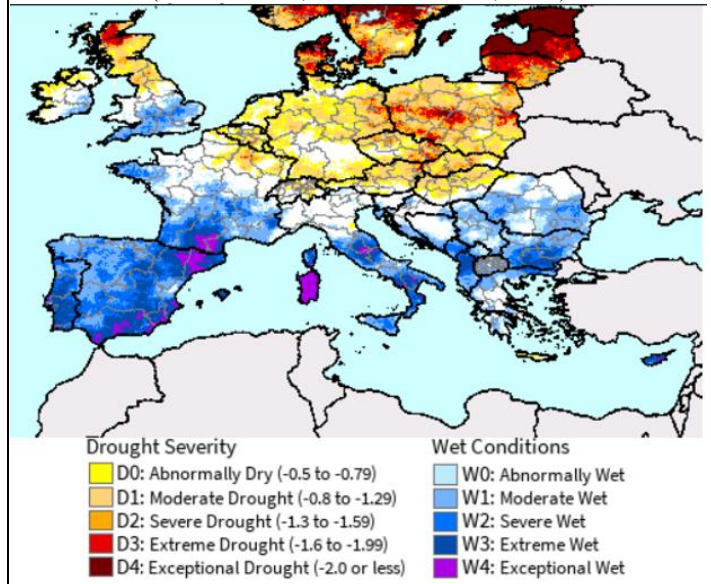 Drought Severity
D0: Abnormally Dry (-0.5 to -0.79)
D1: Moderate Drought (-0.8 to -1.29)
D2: Severe Drought (-1.3 to -1.59)
D3: Extreme Drought (-1.6 to -1.99)
D4: Exceptional Drought (-2.0 or less)
Wet Conditions
W0: Abnormally Wet
W1: Moderate Wet
W2: Severe Wet
W3: Extreme Wet
W4: Exceptional Wet